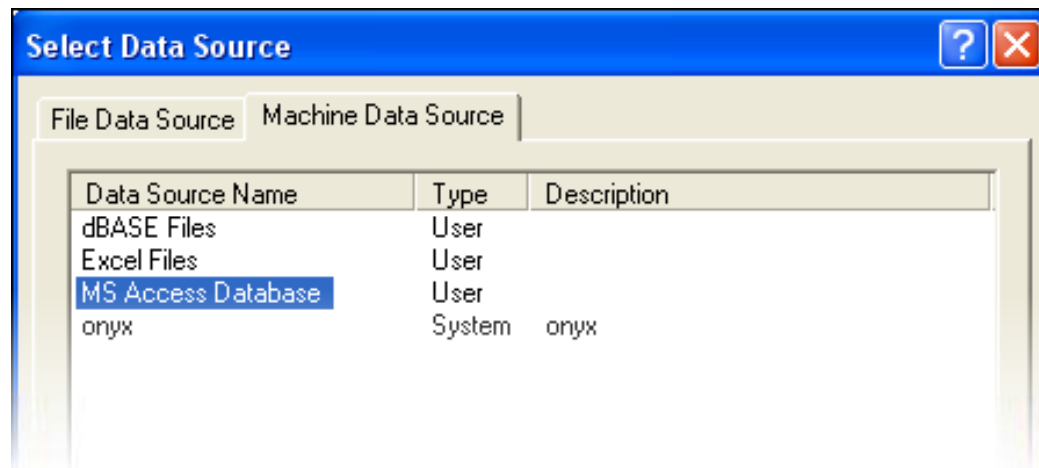 Select Data Source
File Data Source Machine Data Source
Data Source Name Type Description
dBASE Files User
Excel Files User
MS Access Database User
onyx System onyx